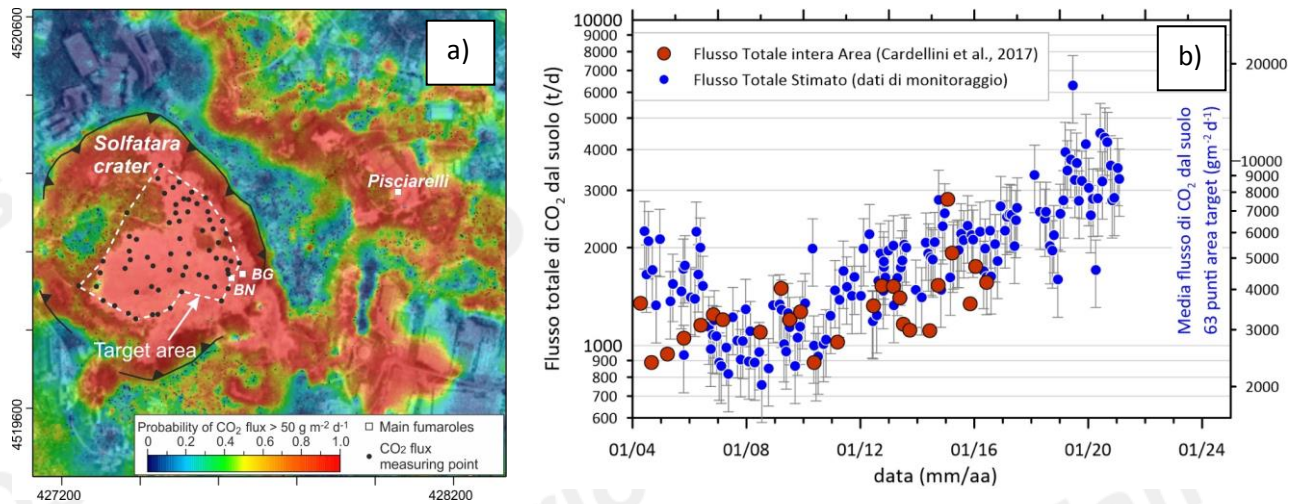 a)
4520600
4519600
427200
428200
Solfatara
crater
Pisciarelli
BG
BN
Target area
Probability of CO2 flux > 50 g m-2 d-1
0 0.2 0.4 0.6 0.8 1.0
Main fumaroles
CO2 flux
measuring point
b)
Flusso Totale intera Area (Cardellini et al., 2017)
Flusso Totale Stimato (dati di monitoraggio)
Flusso totale di CO2 dal suolo (t/d)
10000
9000
8000
7000
6000
5000
4000
3000
2000
1000
900
800
700
600
01/04 01/08 01/12 01/16 01/20 01/24
data (mm/aa)
20000
10000
9000
8000
7000
6000
5000
4000
3000
2000
Media flusso di CO2 dal suolo
63 punti area target (gm-2 d-1)